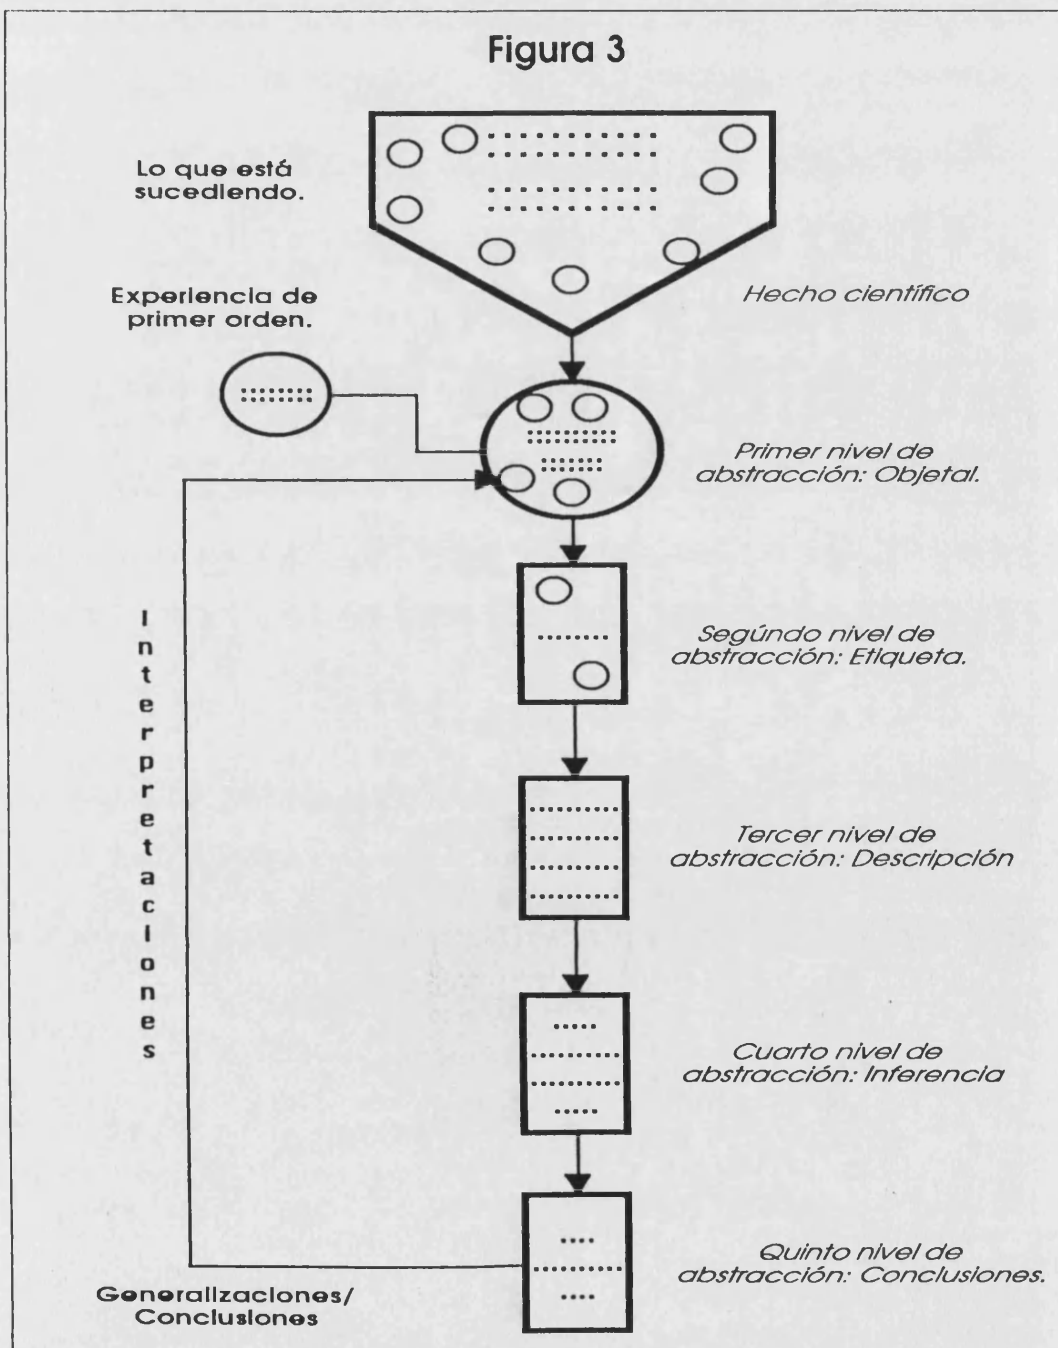 Figura 3
Lo que está
sucediendo.
Hecho científico
Experiencia de
primer orden.
Primer nivel de
abstracción: Objetal.
Segúndo nivel de
abstracción: Etiqueta.
Interpretaciones
Tercer nivel de
abstracción: Descripción
Cuarto nivel de
abstracción: Inferencia
Quinto nivel de
abstracción: Conclusiones.
Generalizaciones/
Conclusiones